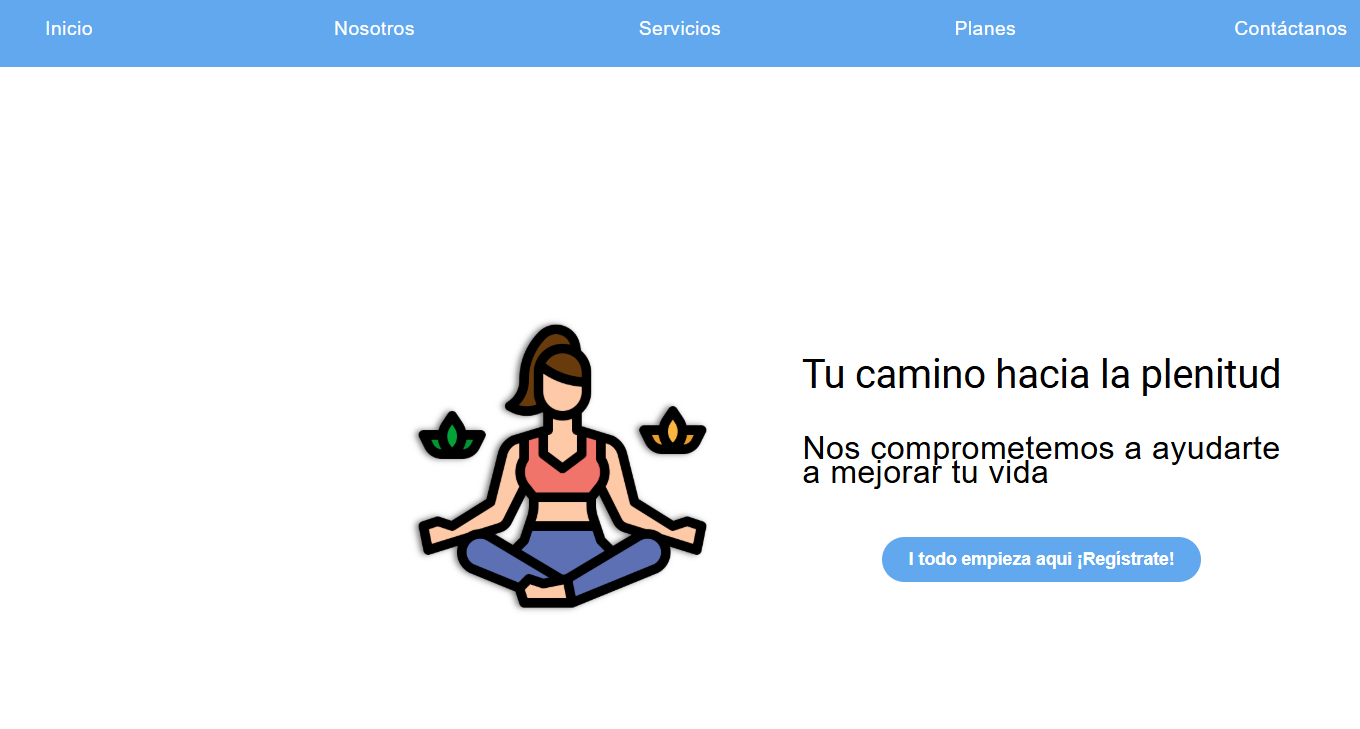 Inicio
Nosotros
Servicios
Planes
Contáctanos
Tu camino hacia la plenitud
Nos comprometemos a ayudarte
a mejorar tu vida
I todo empieza aqui ¡Regístrate!